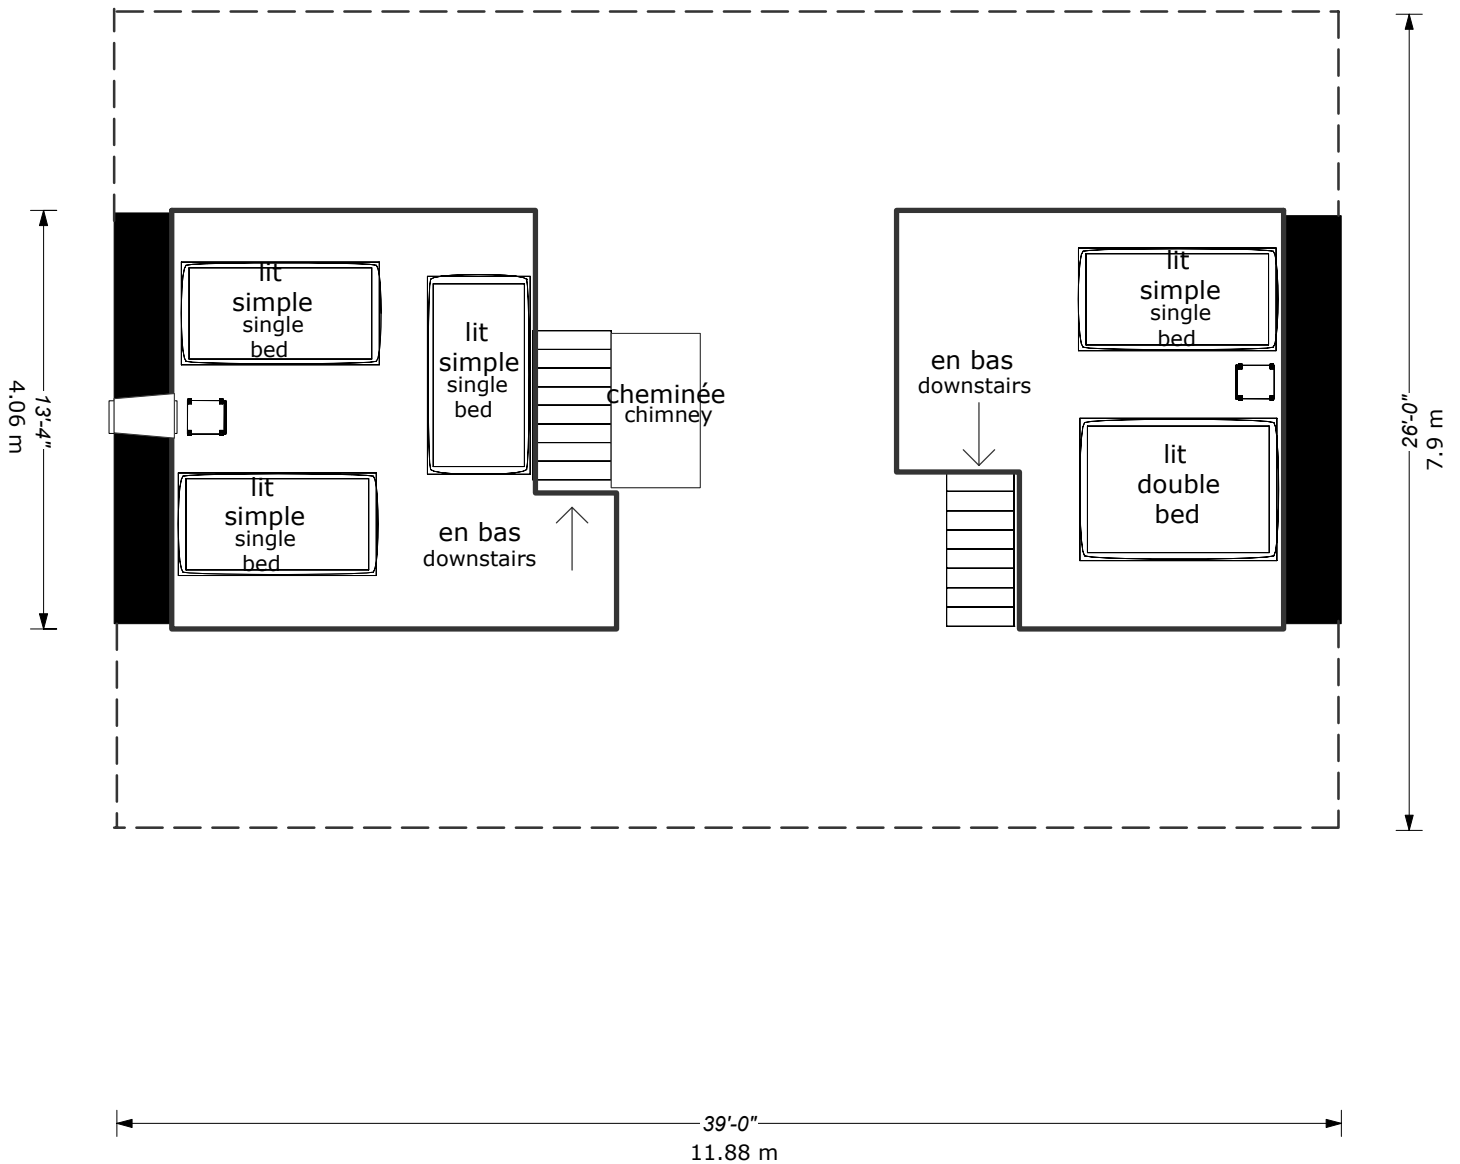 lit
simple
single
bed
lit
simple
single
bed
lit
simple
single
bed
en bas
downstairs
cheminée
chimney
en bas
downstairs
lit
simple
single
bed
lit
double
bed
13'-4"
4.06 m
26'-0"
7.9 m
39'-0"
11.88 m